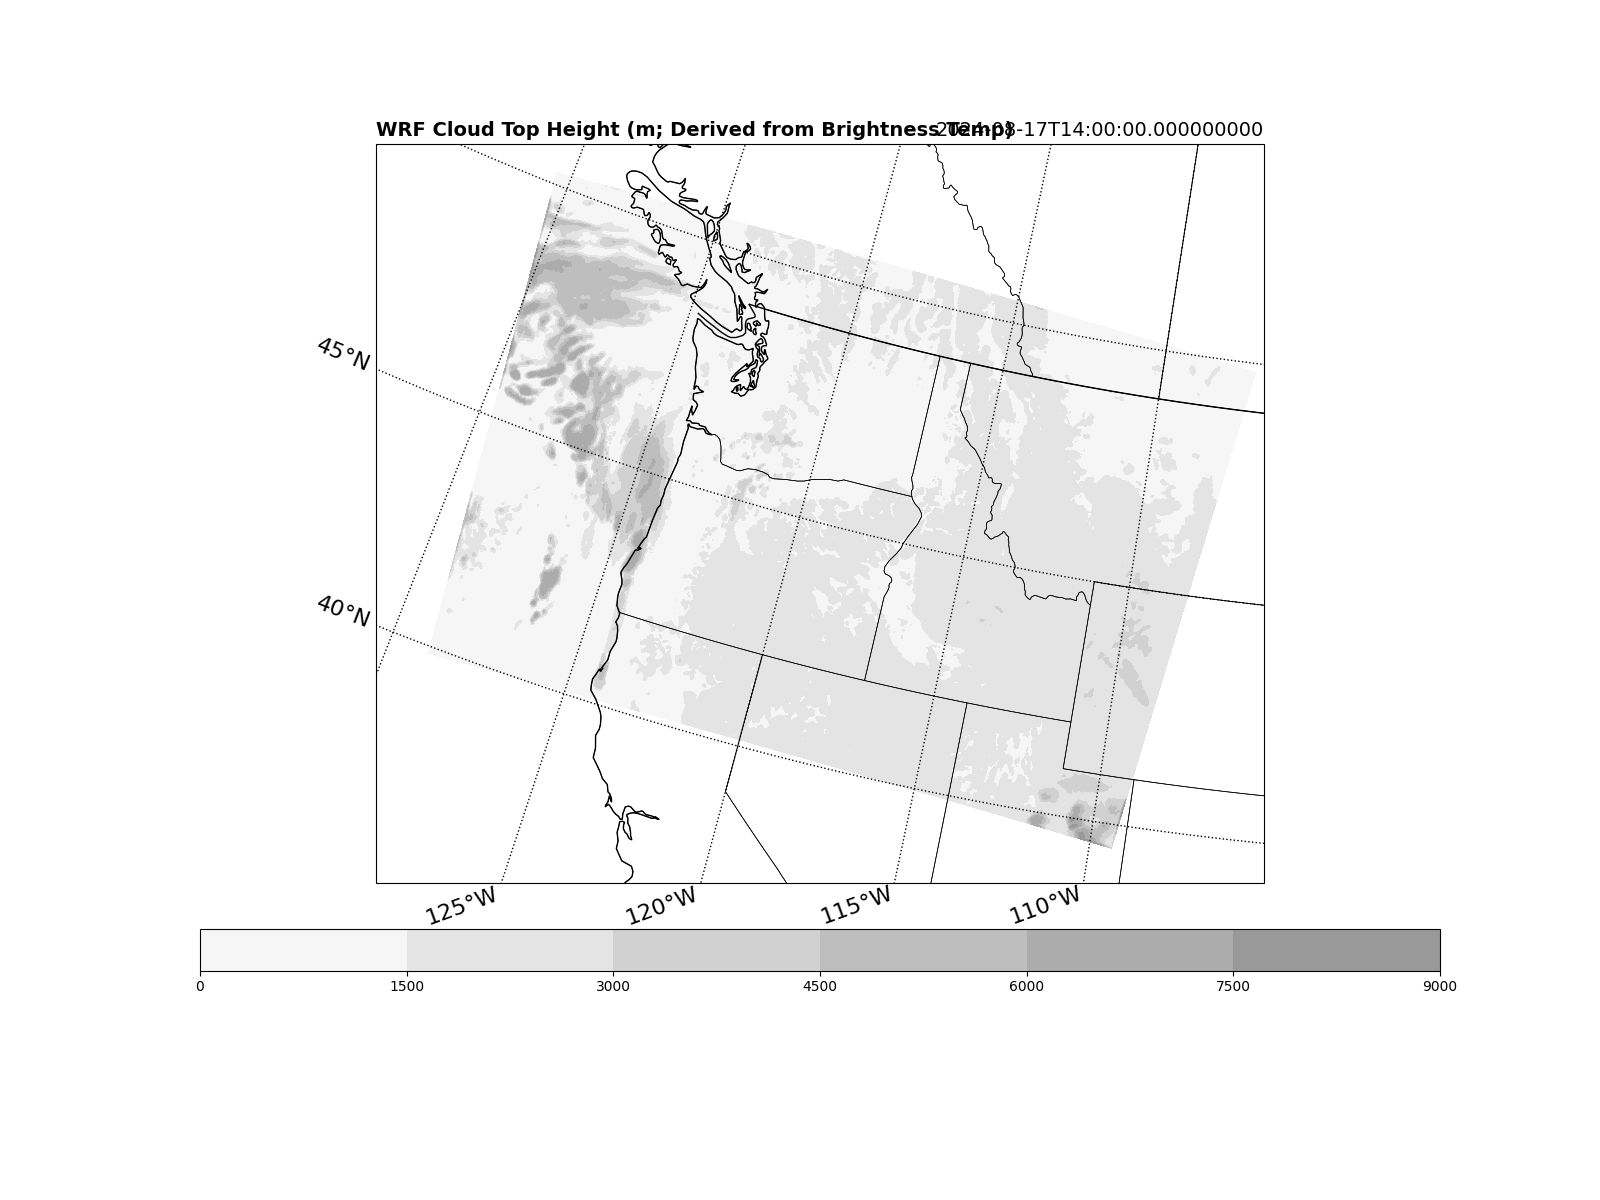 WRF Cloud Top Height (m; Derived from Brightness Temp) 2024-08-17T14:00:00.000000000
45°N
40°N
125°W 120°W 115°W 110°W
0 1500 3000 4500 6000 7500 9000